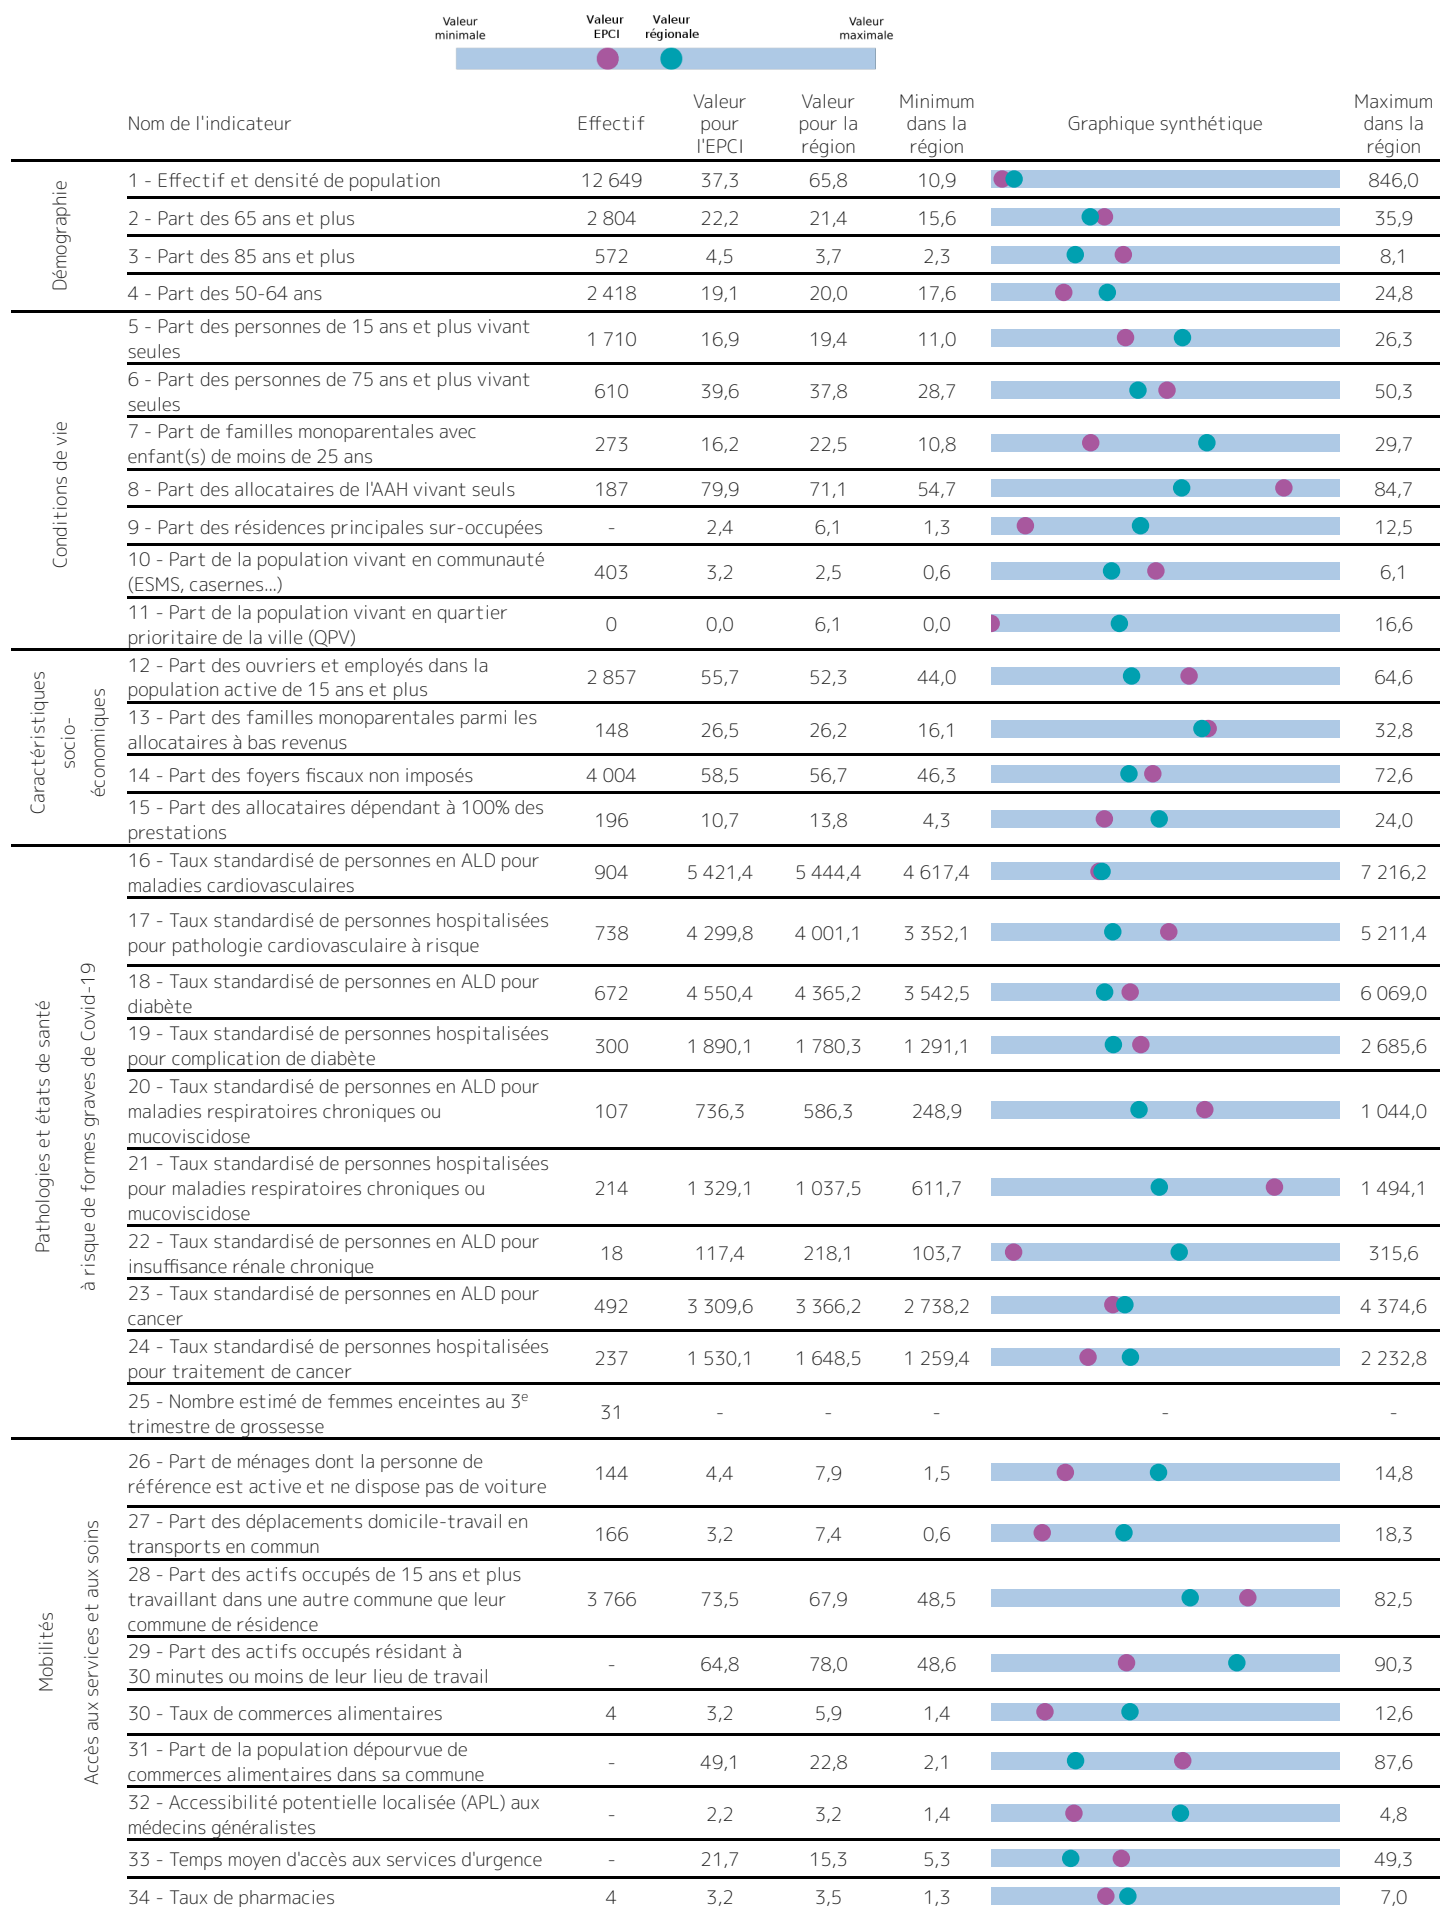 Valeur minimale
Valeur EPCI
Valeur régionale
Valeur maximale
Nom de l'indicateur Effectif Valeur pour l'EPCI Valeur pour la région Minimum dans la région Graphique synthétique Maximum dans la région
Démographie
1 - Effectif et densité de population 12 649 37,3 65,8 10,9 846,0
2 - Part des 65 ans et plus 2 804 22,2 21,4 15,6 35,9
3 - Part des 85 ans et plus 572 4,5 3,7 2,3 8,1
4 - Part des 50-64 ans 2 418 19,1 20,0 17,6 24,8
Conditions de vie
5 - Part des personnes de 15 ans et plus vivant
seules 1 710 16,9 19,4 11,0 26,3
6 - Part des personnes de 75 ans et plus vivant
seules 610 39,6 37,8 28,7 50,3
7 - Part de familles monoparentales avec
enfant(s) de moins de 25 ans 273 16,2 22,5 10,8 29,7
8 - Part des allocataires de l'AAH vivant seuls 187 79,9 71,1 54,7 84,7
9 - Part des résidences principales sur-occupées - 2,4 6,1 1,3 12,5
10 - Part de la population vivant en communauté
(ESMS, casernes...) 403 3,2 2,5 0,6 6,1
11 - Part de la population vivant en quartier
prioritaire de la ville (QPV) 0 0,0 6,1 0,0 16,6
Caractéristiques
socio-
économiques
12 - Part des ouvriers et employés dans la
population active de 15 ans et plus 2 857 55,7 52,3 44,0 64,6
13 - Part des familles monoparentales parmi les
allocataires à bas revenus 148 26,5 26,2 16,1 32,8
14 - Part des foyers fiscaux non imposés 4 004 58,5 56,7 46,3 72,6
15 - Part des allocataires dépendant à 100% des
prestations 196 10,7 13,8 4,3 24,0
Pathologies et états de santé
à risque de formes graves de Covid-19
16 - Taux standardisé de personnes en ALD pour
maladies cardiovasculaires 904 5 421,4 5 444,4 4 617,4 7 216,2
17 - Taux standardisé de personnes hospitalisées
pour pathologie cardiovasculaire à risque 738 4 299,8 4 001,1 3 352,1 5 211,4
18 - Taux standardisé de personnes en ALD pour
diabète 672 4 550,4 4 365,2 3 542,5 6 069,0
19 - Taux standardisé de personnes hospitalisées
pour complication de diabète 300 1 890,1 1 780,3 1 291,1 2 685,6
20 - Taux standardisé de personnes en ALD pour
maladies respiratoires chroniques ou
mucoviscidose 107 736,3 586,3 248,9 1 044,0
21 - Taux standardisé de personnes hospitalisées
pour maladies respiratoires chroniques ou
mucoviscidose 214 1 329,1 1 037,5 611,7 1 494,1
22 - Taux standardisé de personnes en ALD pour
insuffisance rénale chronique 18 117,4 218,1 103,7 315,6
23 - Taux standardisé de personnes en ALD pour
cancer 492 3 309,6 3 366,2 2 738,2 4 374,6
24 - Taux standardisé de personnes hospitalisées
pour traitement de cancer 237 1 530,1 1 648,5 1 259,4 2 232,8
25 - Nombre estimé de femmes enceintes au 3e
trimestre de grossesse 31 - - - - -
Mobilités
Accès aux services et aux soins
26 - Part de ménages dont la personne de
référence est active et ne dispose pas de voiture 144 4,4 7,9 1,5 14,8
27 - Part des déplacements domicile-travail en
transports en commun 166 3,2 7,4 0,6 18,3
28 - Part des actifs occupés de 15 ans et plus
travaillant dans une autre commune que leur
commune de résidence 3 766 73,5 67,9 48,5 82,5
29 - Part des actifs occupés résidant à
30 minutes ou moins de leur lieu de travail - 64,8 78,0 48,6 90,3
30 - Taux de commerces alimentaires 4 3,2 5,9 1,4 12,6
31 - Part de la population dépourvue de
commerces alimentaires dans sa commune - 49,1 22,8 2,1 87,6
32 - Accessibilité potentielle localisée (APL) aux
médecins généralistes - 2,2 3,2 1,4 4,8
33 - Temps moyen d'accès aux services d'urgence - 21,7 15,3 5,3 49,3
34 - Taux de pharmacies 4 3,2 3,5 1,3 7,0